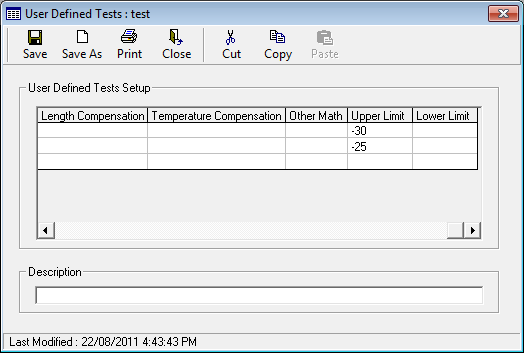 User Defined Tests : test
Save Save As Print Close Cut Copy Paste
User Defined Tests Setup
Length Compensation Temperature Compensation Other Math Upper Limit Lower Limit
-30
-25
Description
Last Modified : 22/08/2011 4:43:43 PM